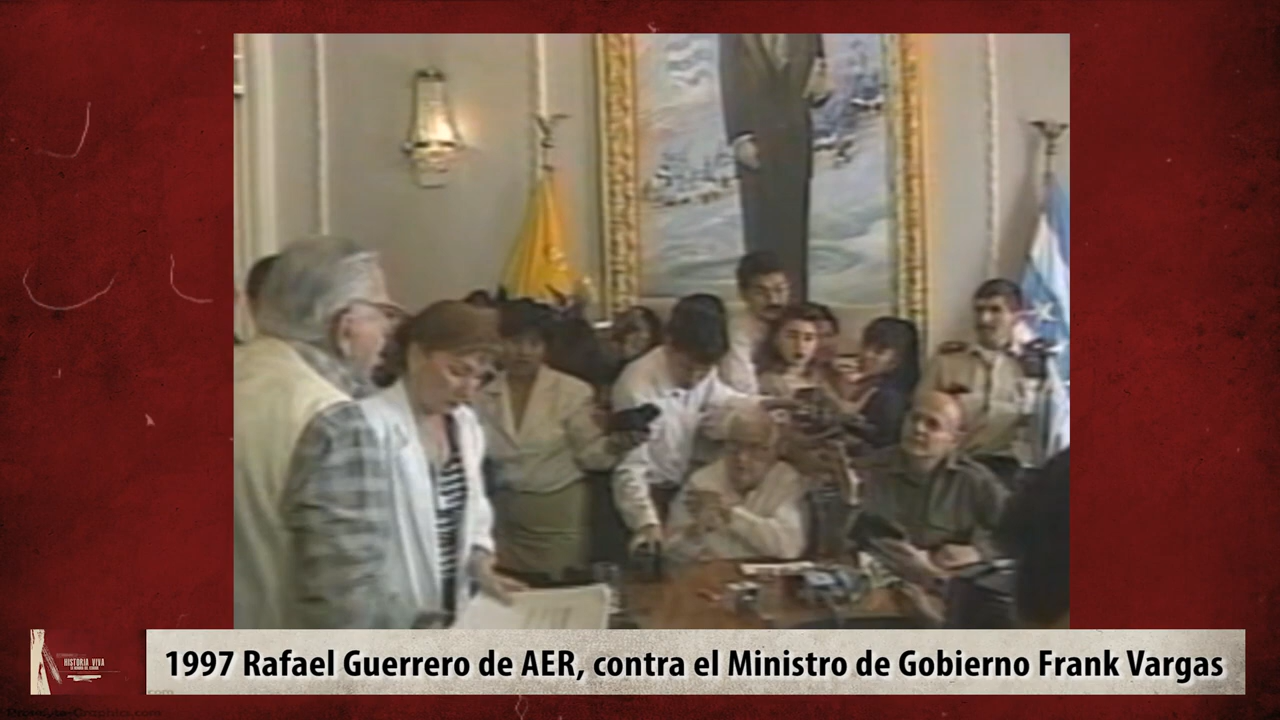 1997 Rafael Guerrero de AER, contra el Ministro de Gobierno Frank Vargas
HISTORIA VIVA